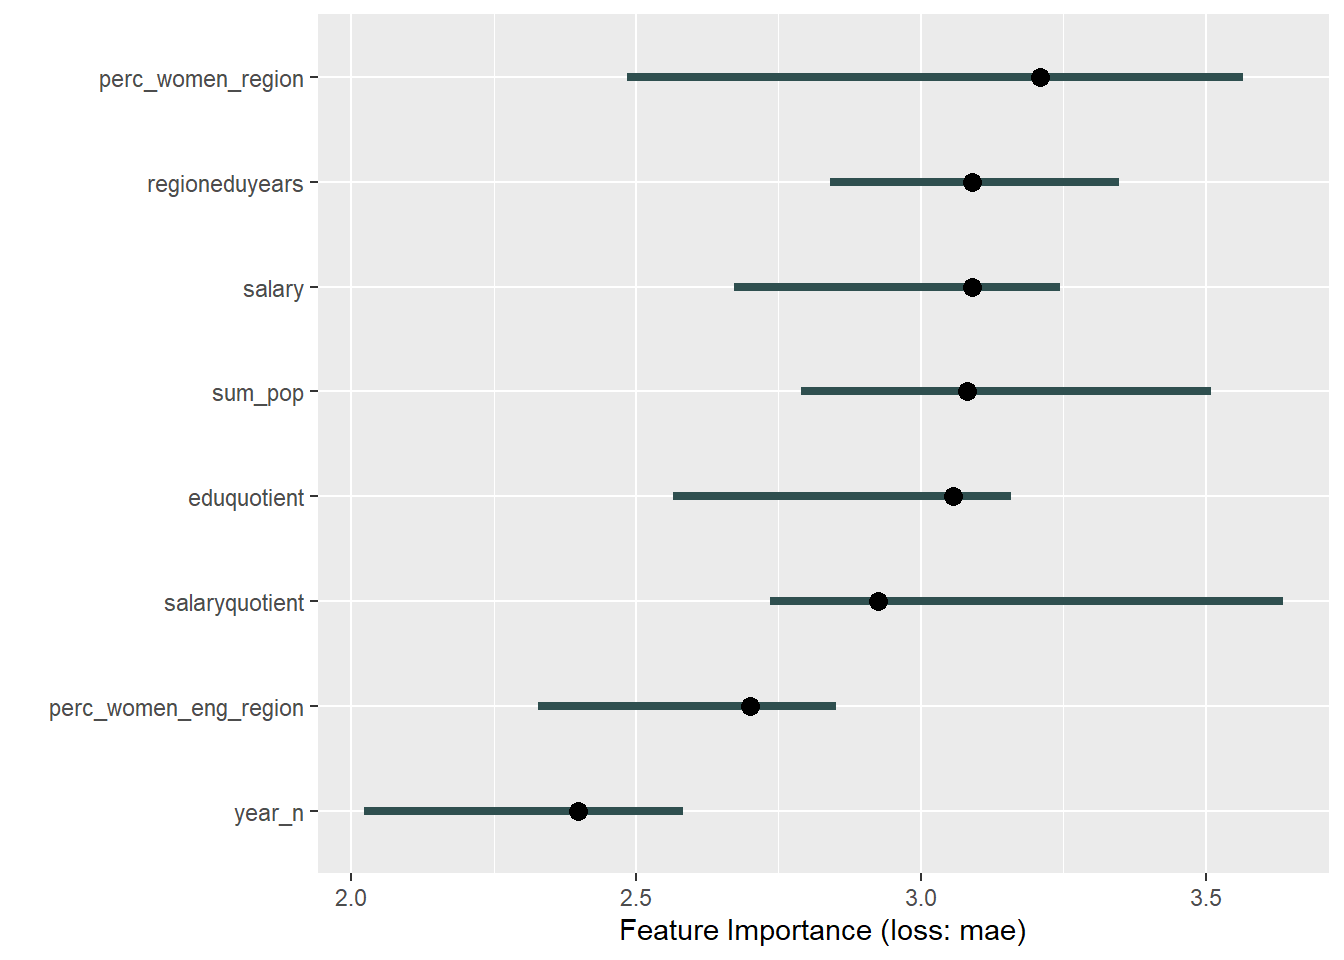 perc_women_region
regioneduyears
salary
sum_pop
eduquotient
salaryquotient
perc_women_eng_region
year_n
2.0 2.5 3.0 3.5
Feature Importance (loss: mae)